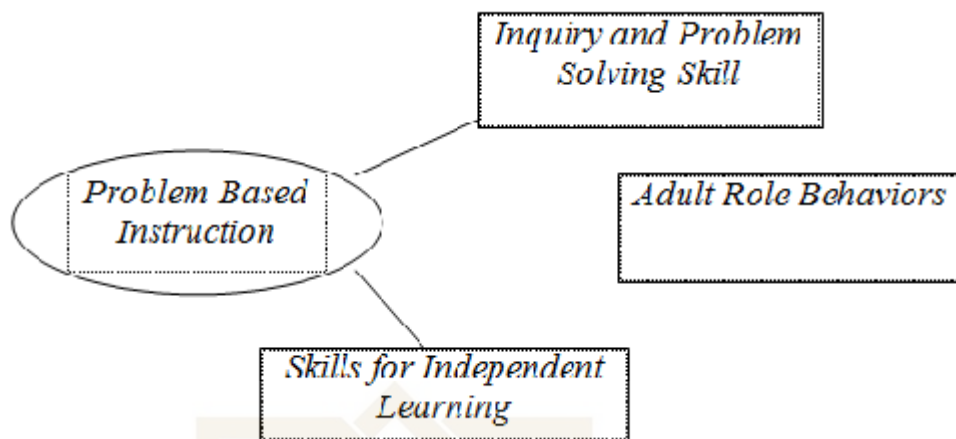 Inquiry and Problem
Solving Skill
Problem Based
Instruction
Adult Role Behaviors
Skills for Independent
Learning